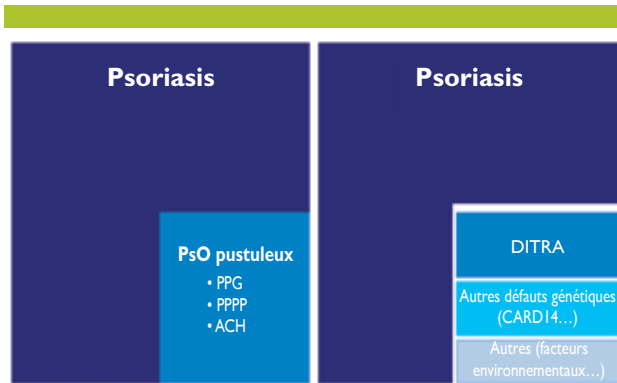 Psoriasis
PsO pustuleux
• PPG
• PPPP
• ACH
Psoriasis
DITRA
Autres défauts génétiques
(CARD14…)
Autres (facteurs
environnementaux…)